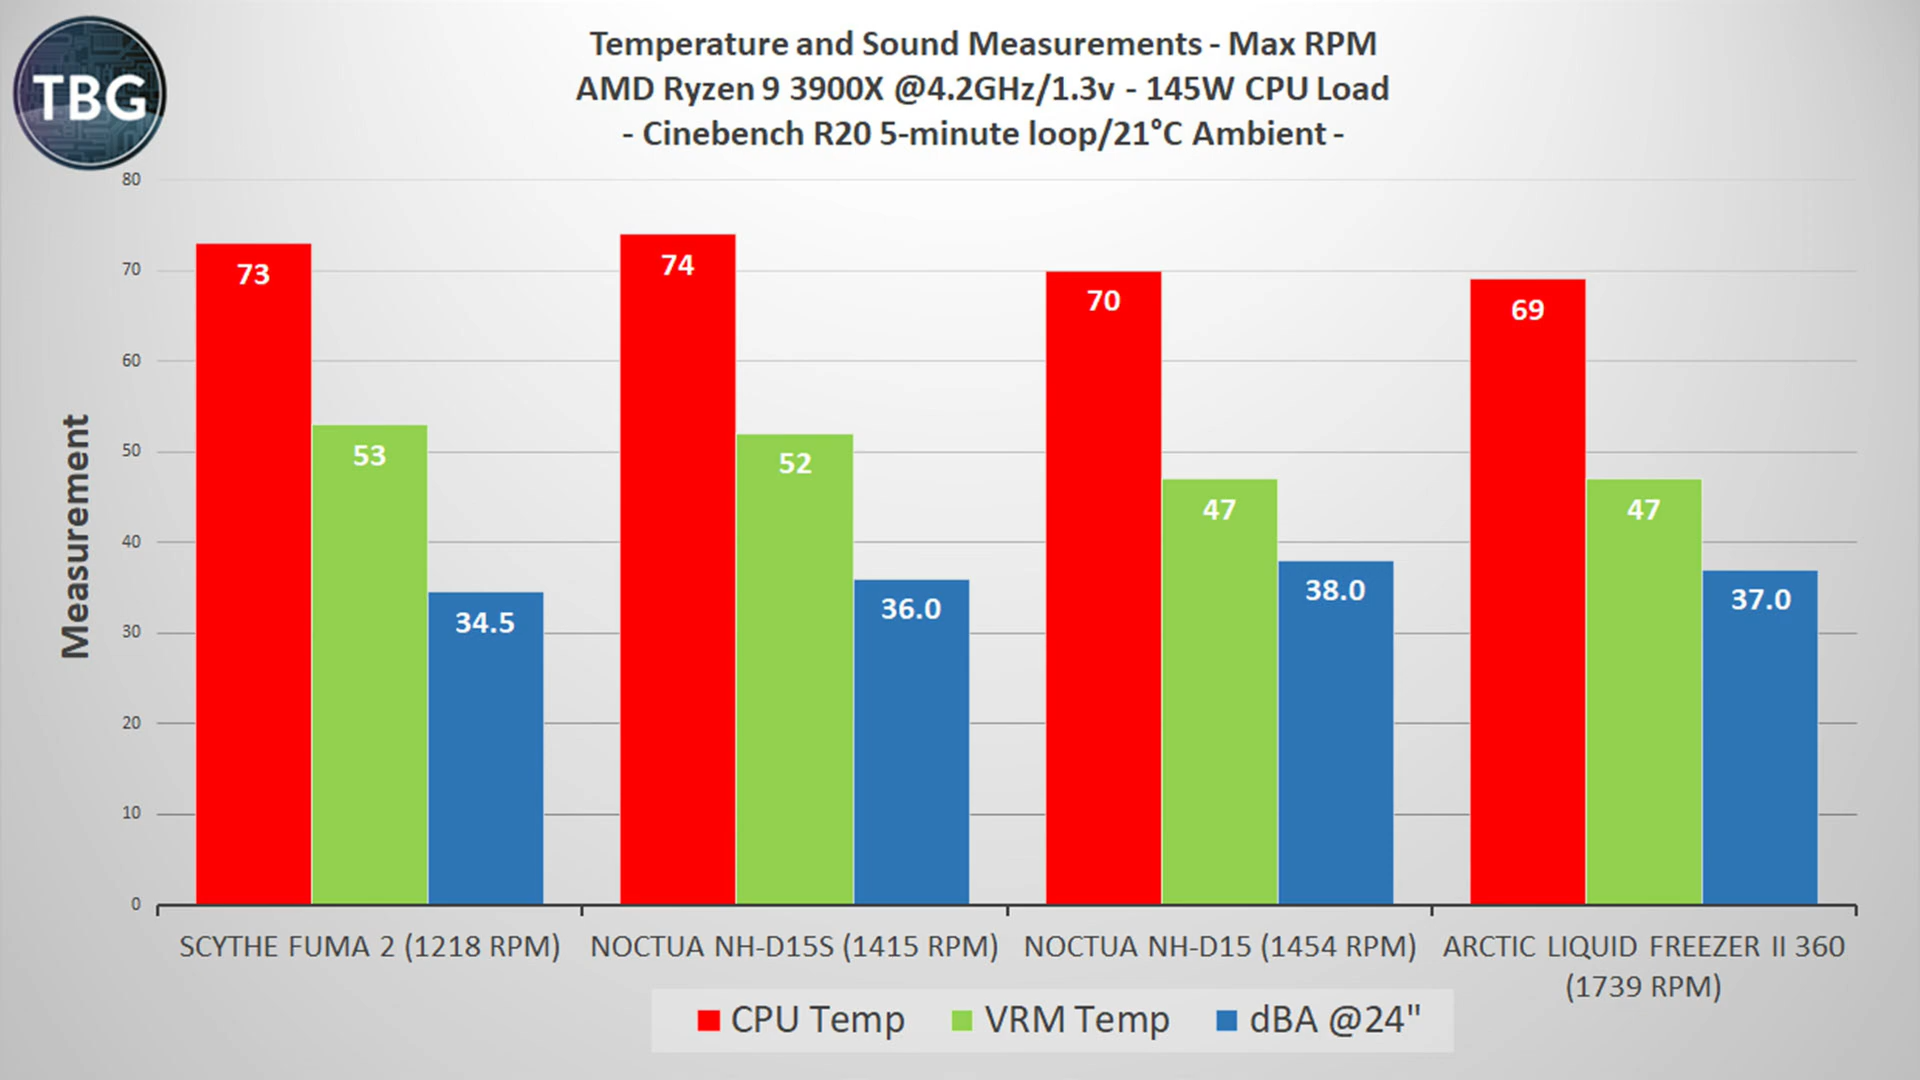 TBG
Temperature and Sound Measurements - Max RPM
AMD Ryzen 9 3900X @4.2GHz/1.3v - 145W CPU Load
- Cinebench R20 5-minute loop/21°C Ambient -
Measurement
80
70
60
50
40
30
20
10
0
73
53
34.5
74
52
36.0
70
47
38.0
69
47
37.0
SCYTHE FUMA 2 (1218 RPM)
NOCTUA NH-D15S (1415 RPM)
NOCTUA NH-D15 (1454 RPM)
ARCTIC LIQUID FREEZER II 360
(1739 RPM)
CPU Temp
VRM Temp
dBA @24"